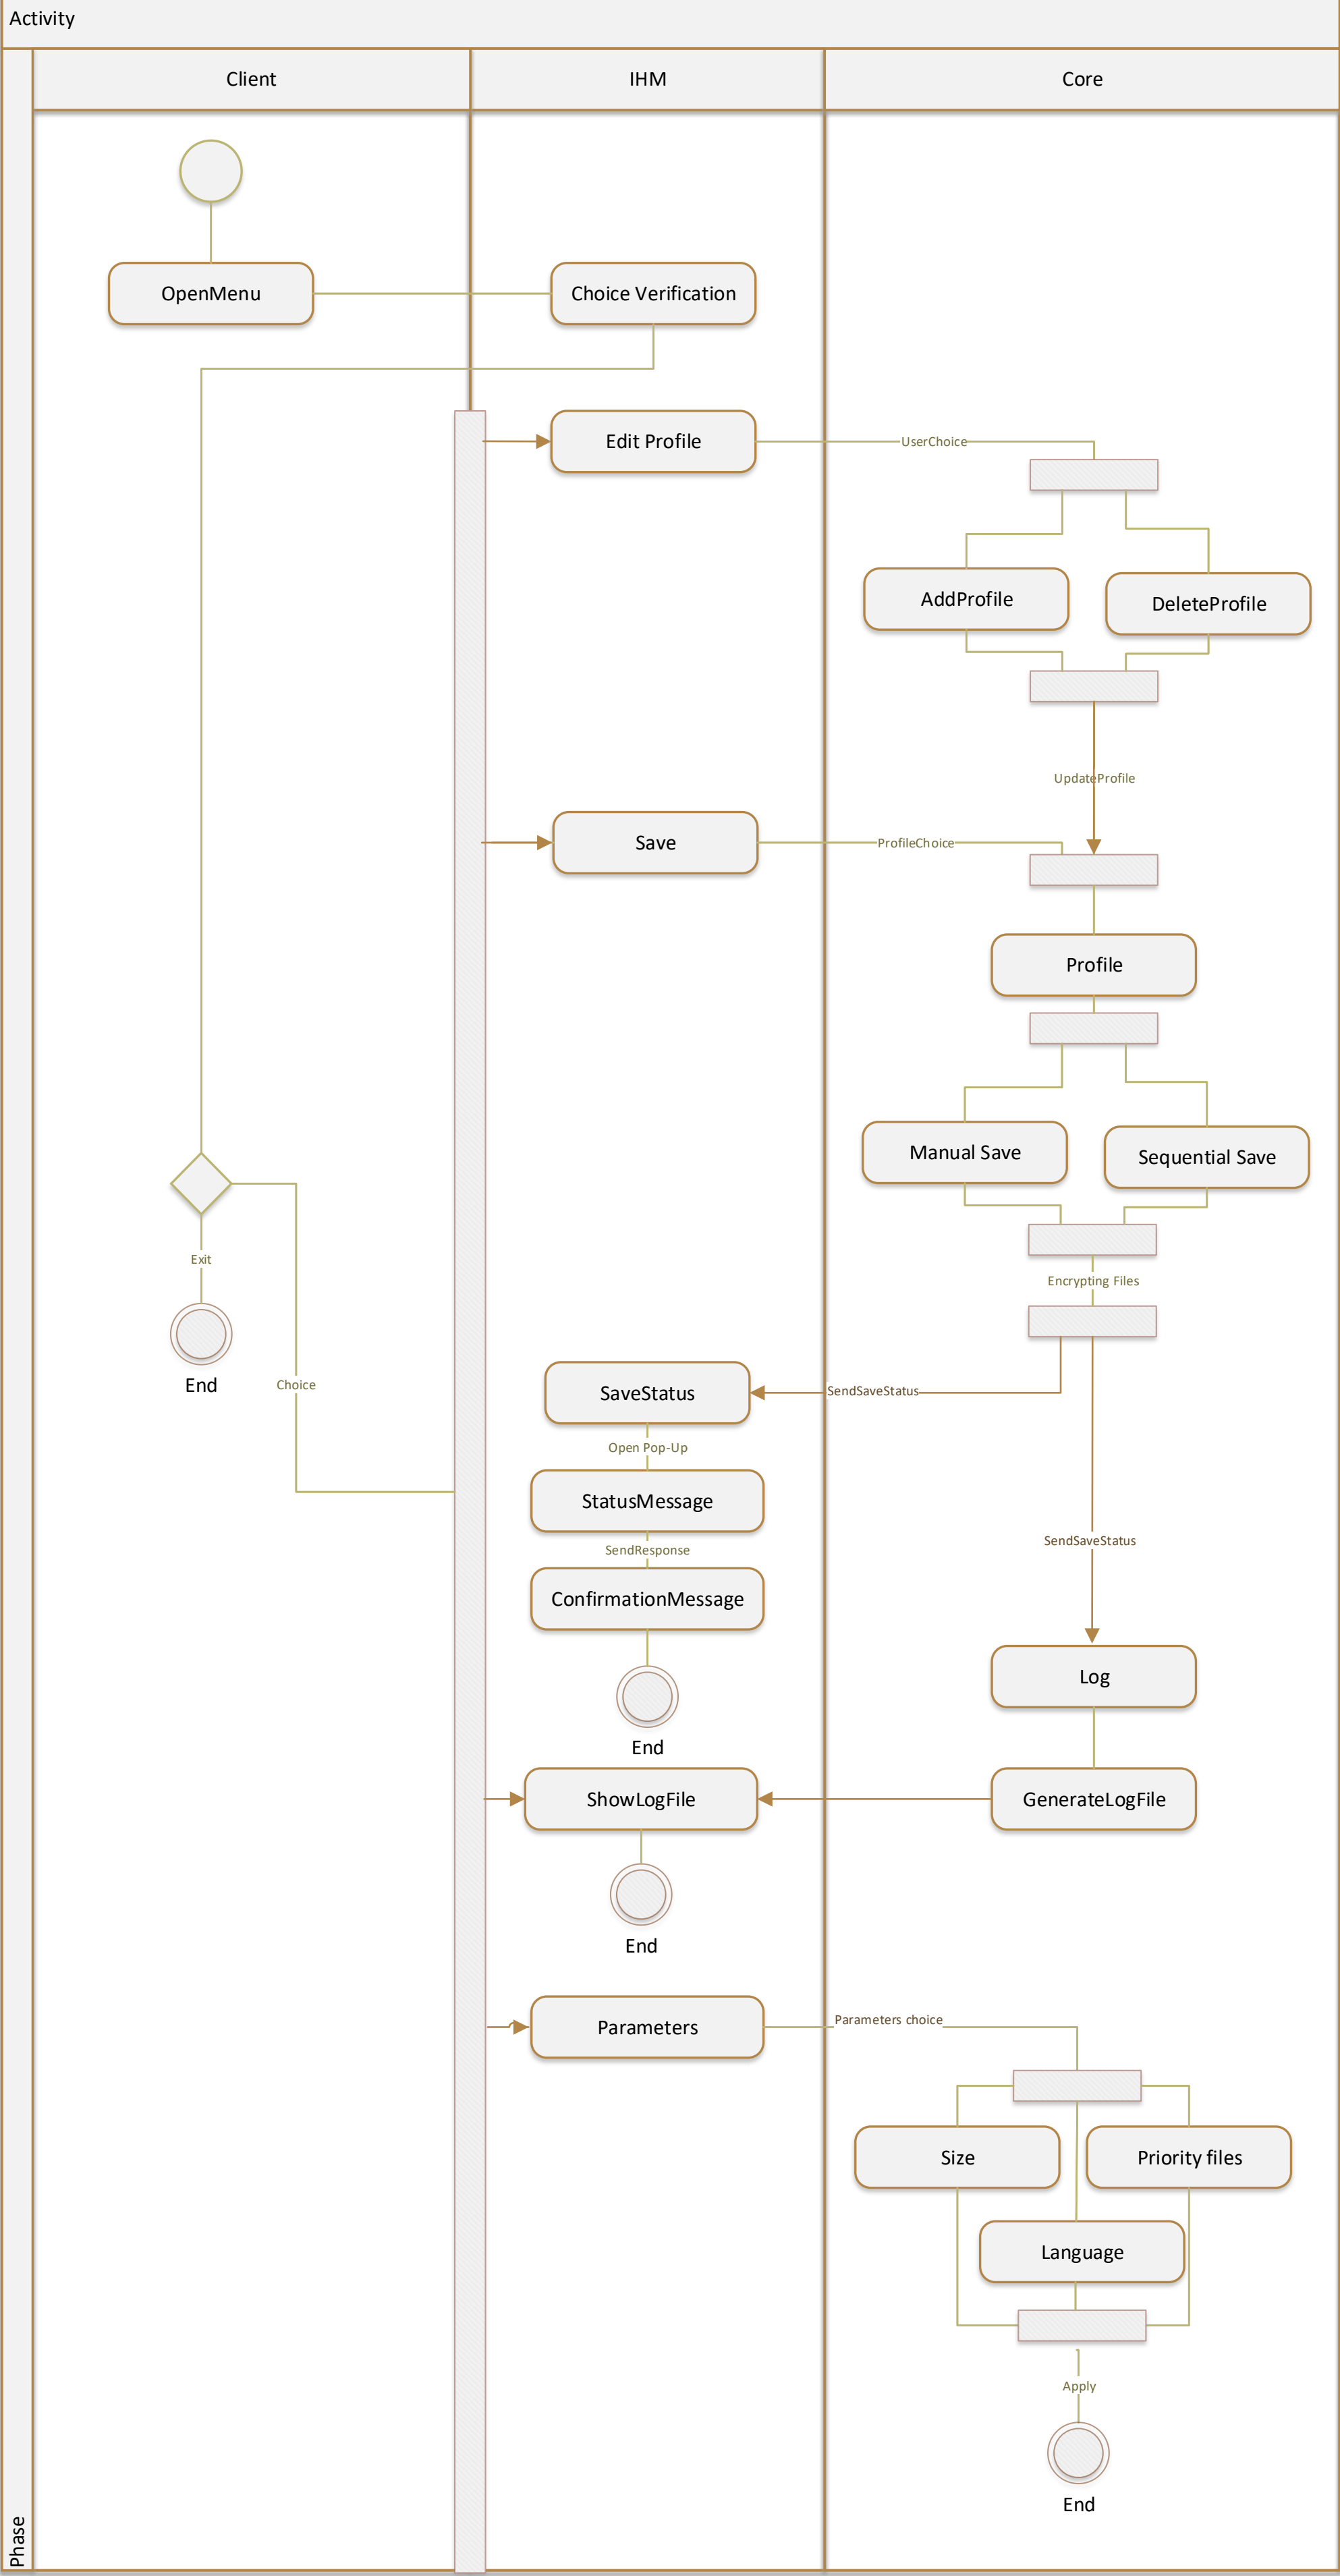 Activity
Client
IHM
Core
OpenMenu
Choice Verification
Edit Profile
UserChoice
AddProfile
DeleteProfile
UpdateProfile
Save
ProfileChoice
Profile
Manual Save
Sequential Save
Exit
Encrypting Files
End
Choice
SaveStatus
SendSaveStatus
Open Pop-Up
StatusMessage
SendResponse
SendSaveStatus
ConfirmationMessage
Log
End
ShowLogFile
GenerateLogFile
End
Parameters
Parameters choice
Size
Priority files
Language
Apply
End
Phase